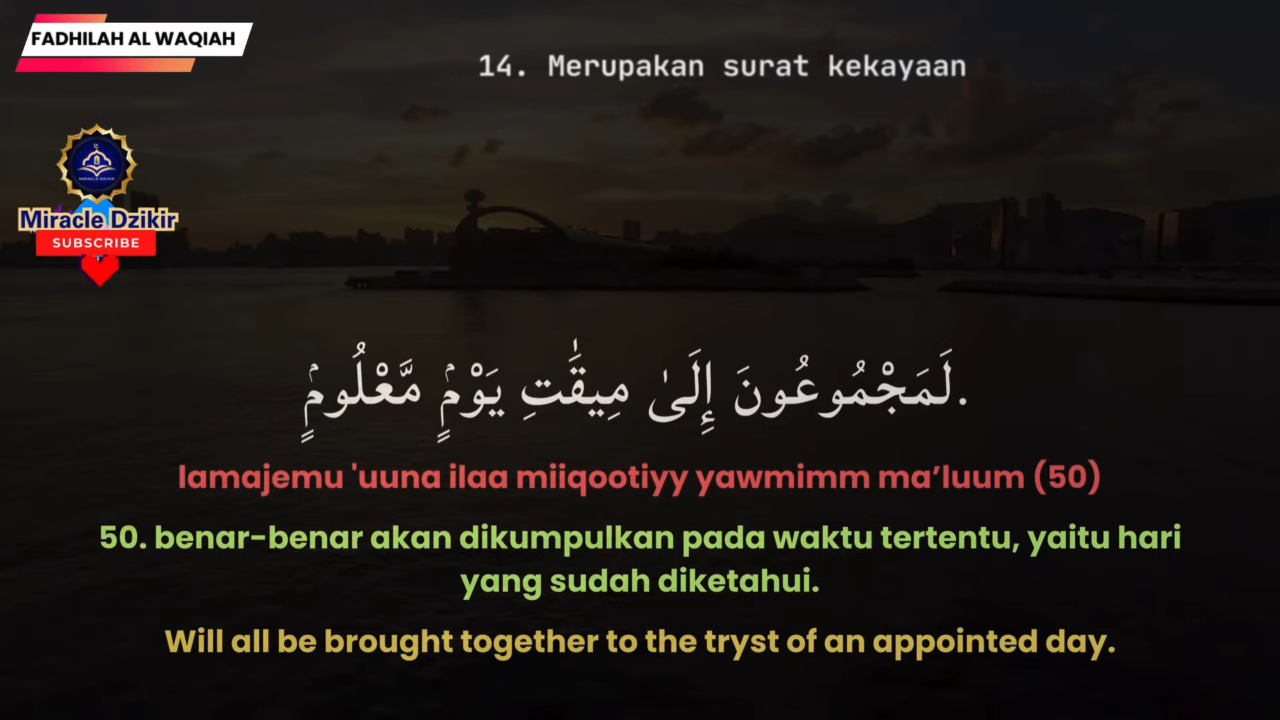 FADHILAH AL WAQIAH
14. Merupakan surat kekayaan
MIRACLE DZIKIR
Miracle Dzikir
SUBSCRIBE
لَمَجْمُوعُونَ إِلَىٰ مِيقَٰتِ يَوْمٍۢ مَّعْلُومٍۢ.
lamajemu 'uuna ilaa miiqootiyy yawmimm ma’luum (50)
50. benar-benar akan dikumpulkan pada waktu tertentu, yaitu hari
yang sudah diketahui.
Will all be brought together to the tryst of an appointed day.